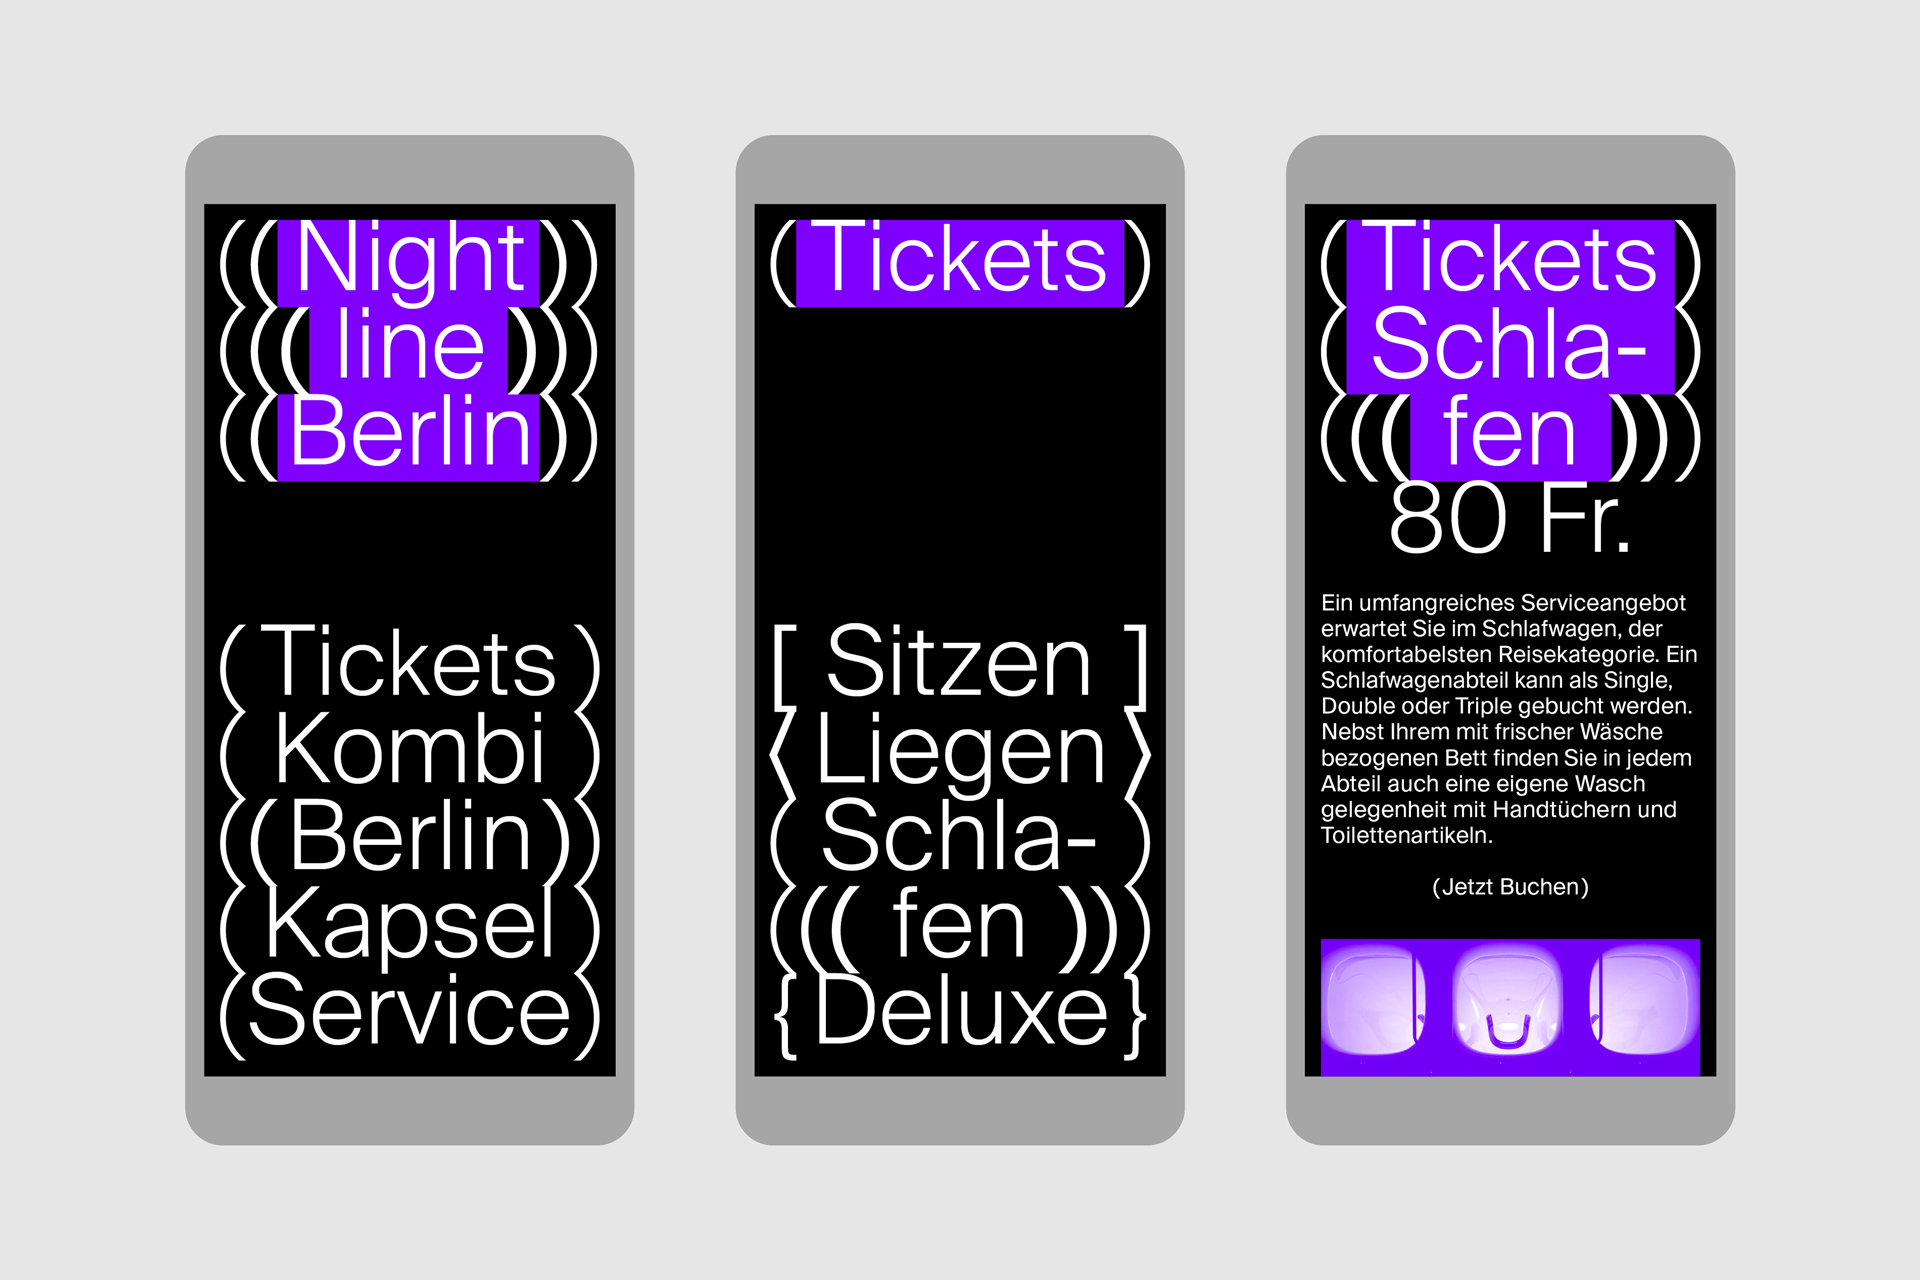 ((Night))
(((line)))
((Berlin))
(Tickets)
(Kombi)
((Berlin))
(Kapsel)
(Service)
(Tickets)
[Sitzen]
⟨Liegen⟩
(Schla-)
(((fen)))
{Deluxe}
(Tickets)
(Schla-)
(((fen)))
80 Fr.
Ein umfangreiches Serviceangebot
erwartet Sie im Schlafwagen, der
komfortabelsten Reisekategorie. Ein
Schlafwagenabteil kann als Single,
Double oder Triple gebucht werden.
Nebst Ihrem mit frischer Wäsche
bezogenen Bett finden Sie in jedem
Abteil auch eine eigene Wasch
gelegenheit mit Handtüchern und
Toilettenartikeln.
(Jetzt Buchen)